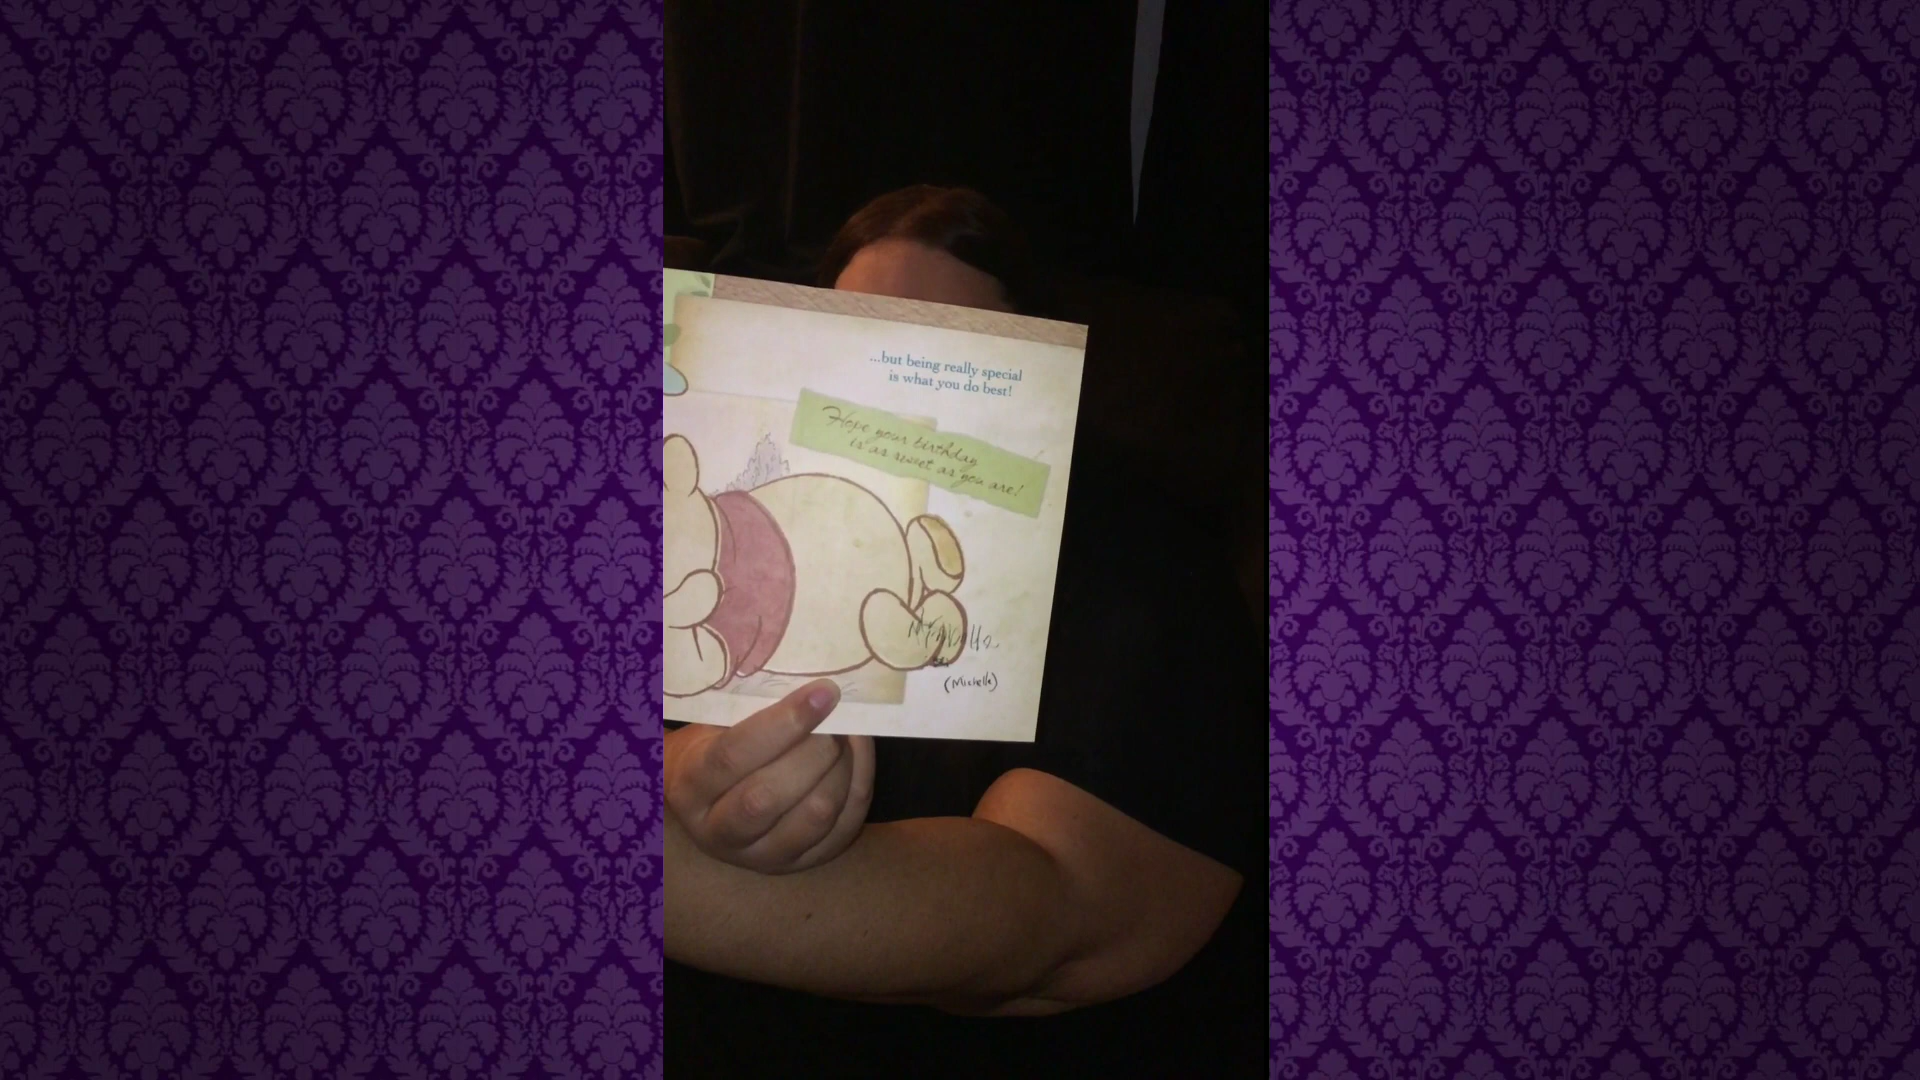 ...but being really special
is what you do best!
Hope your birthday
is as sweet as you are!
Michelle
(Michelle)